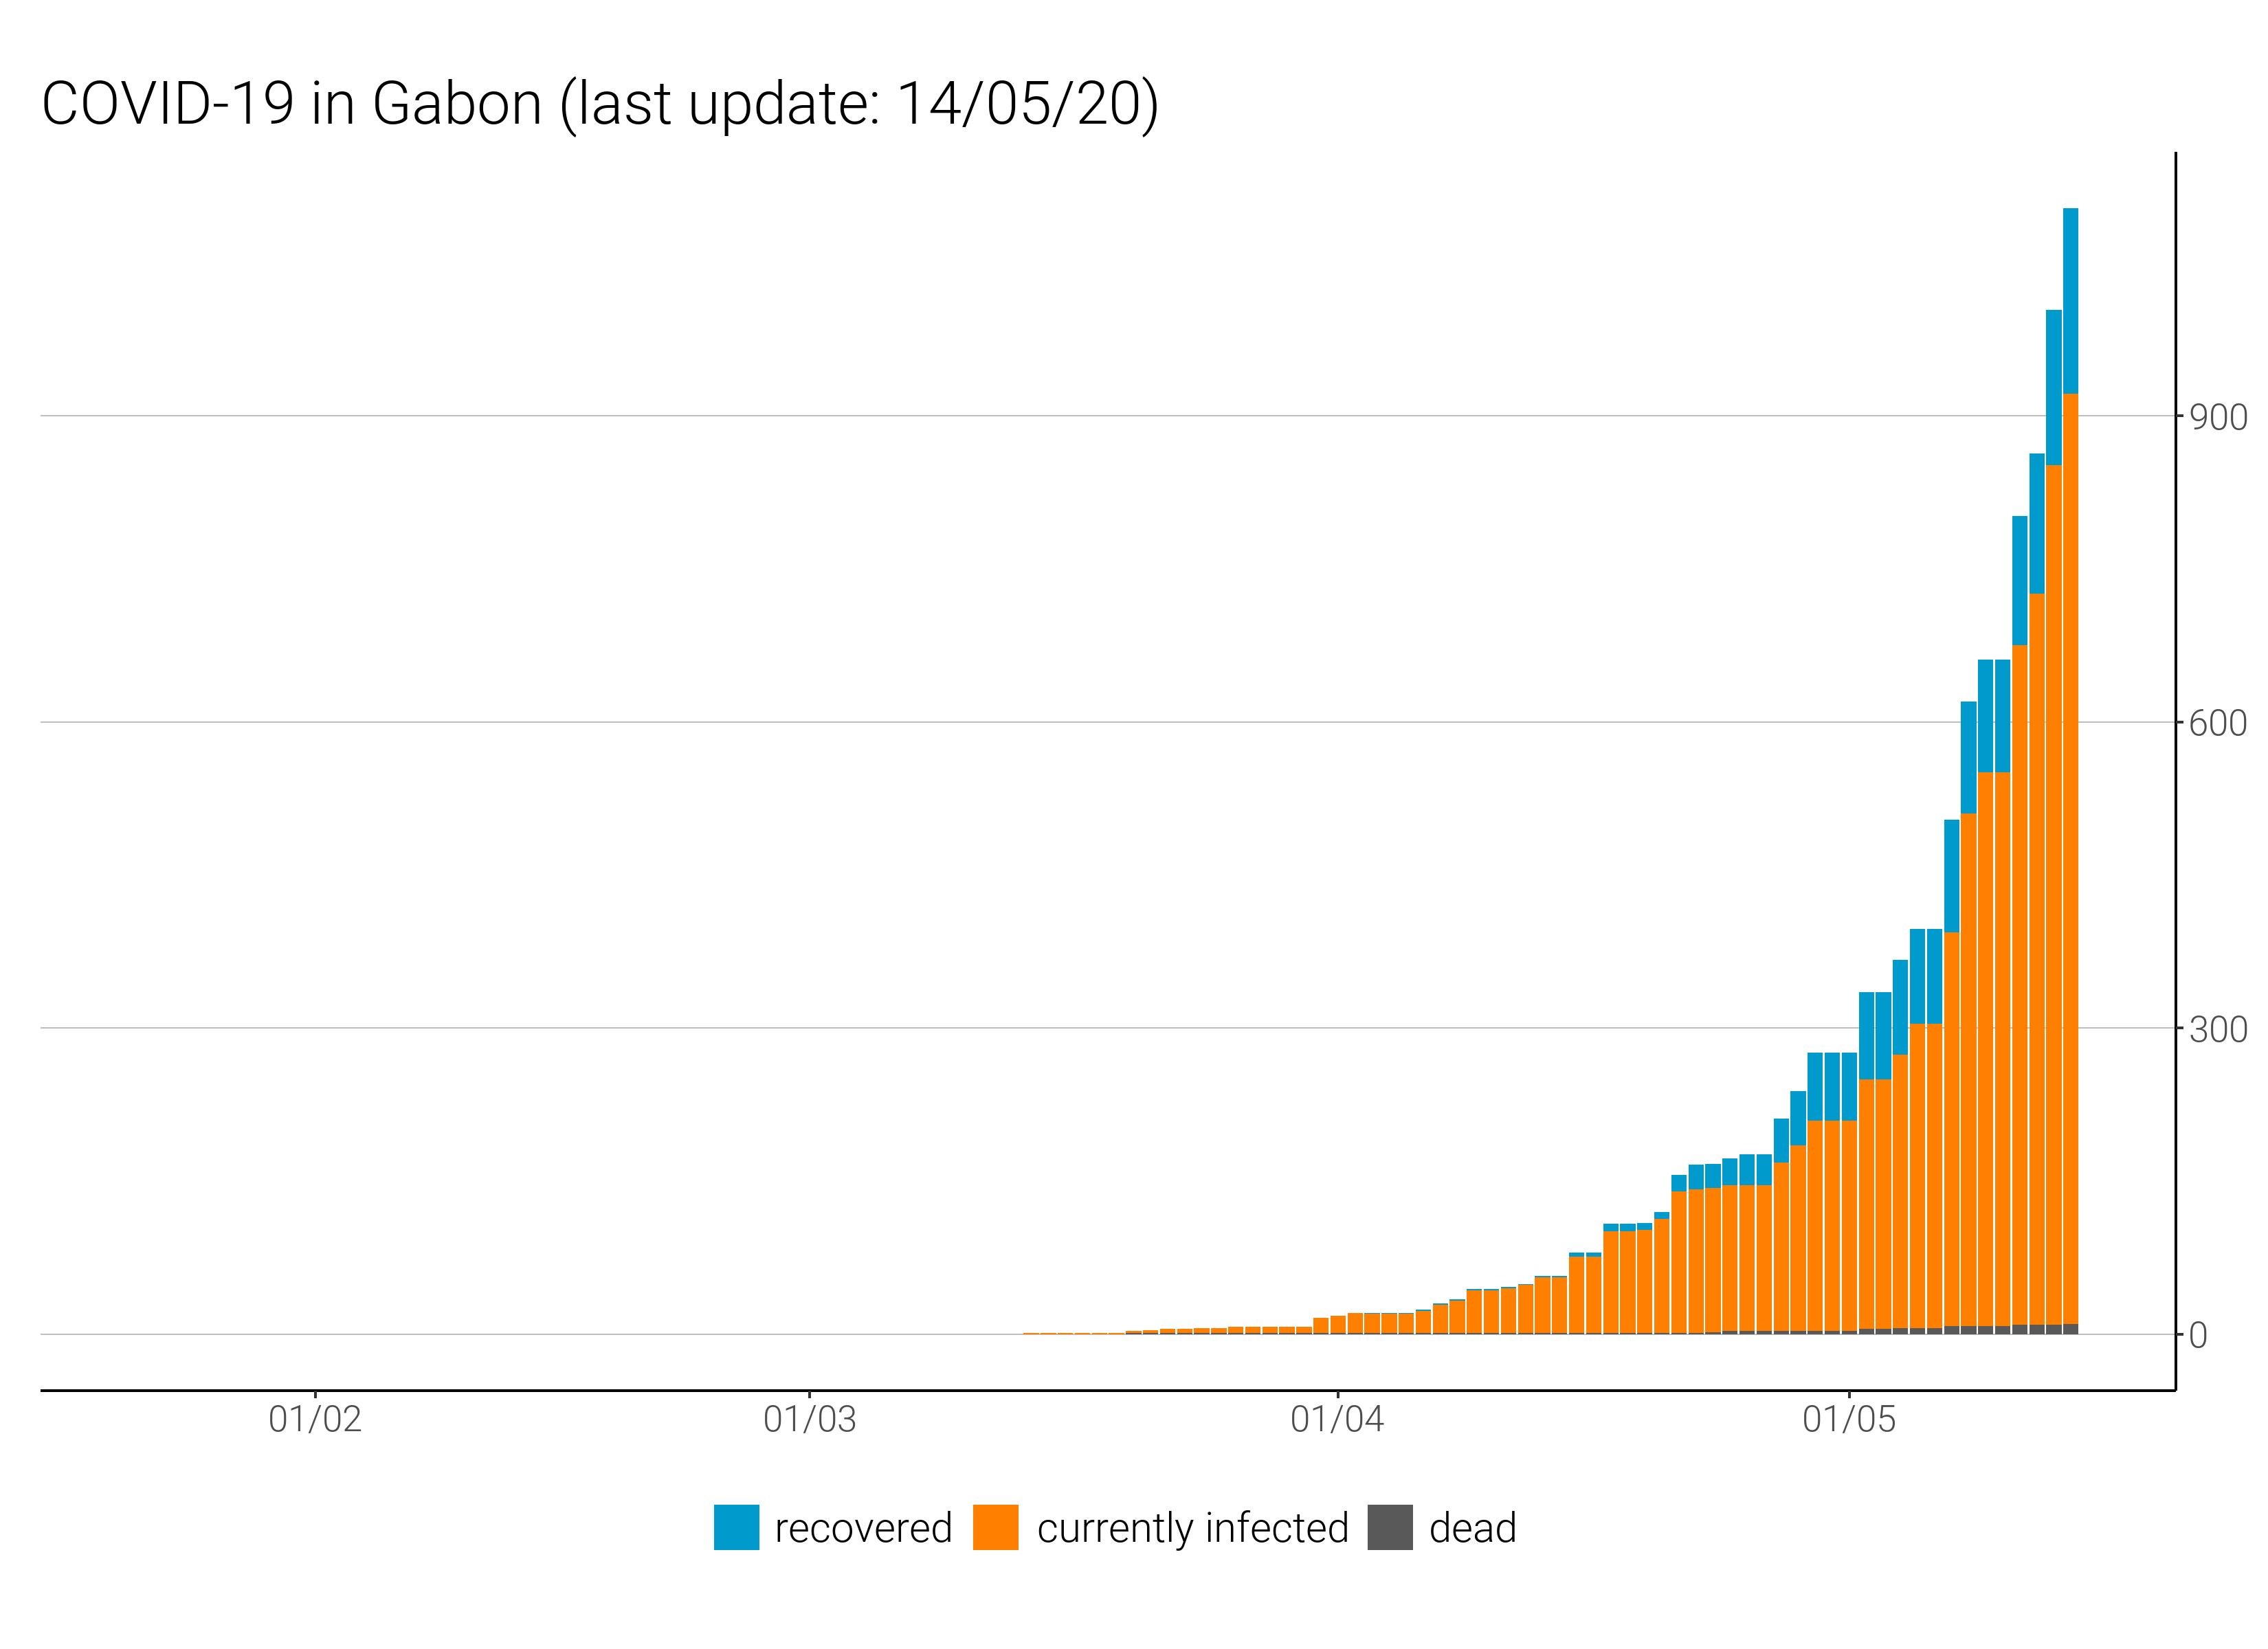 COVID-19 in Gabon (last update: 14/05/20)
900
600
300
0
01/02 01/03 01/04 01/05
recovered currently infected dead